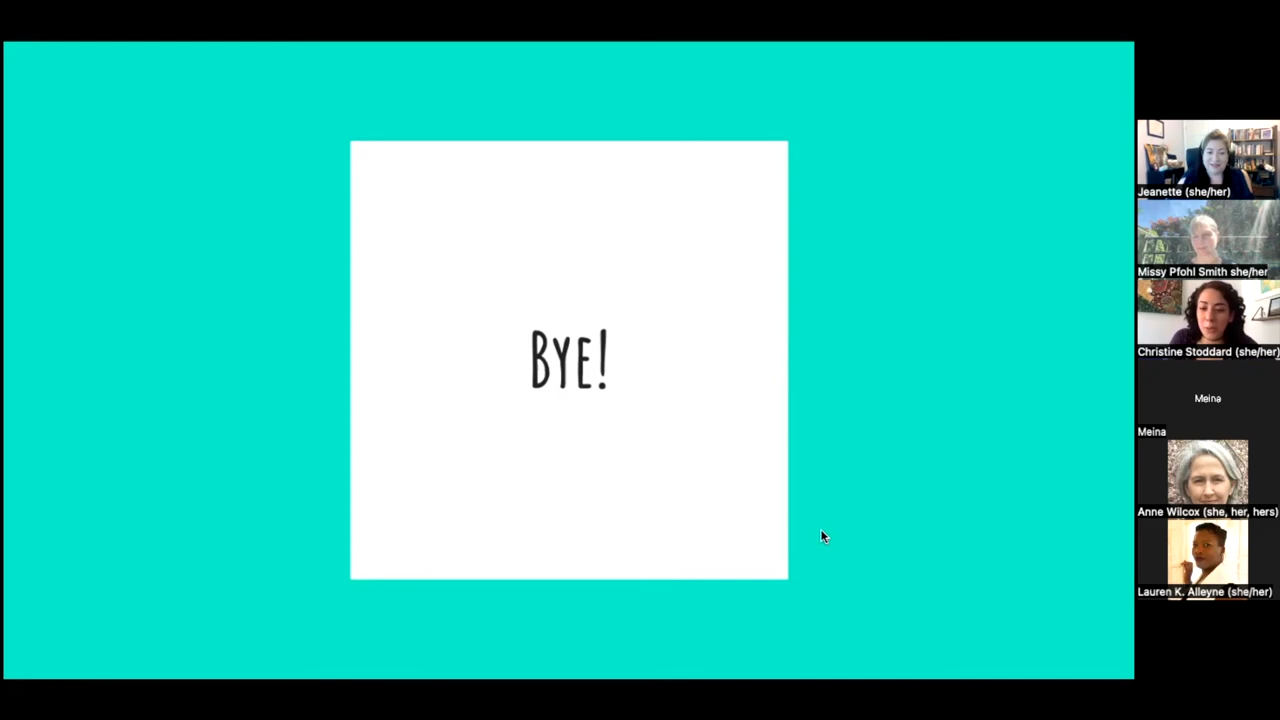 Bye!
Jeanette (she/her)
Missy Pfohl Smith she/her
Christine Stoddard (she/her)
Meina
Meina
Anne Wilcox (she, her, hers)
Lauren K. Alleyne (she/her)